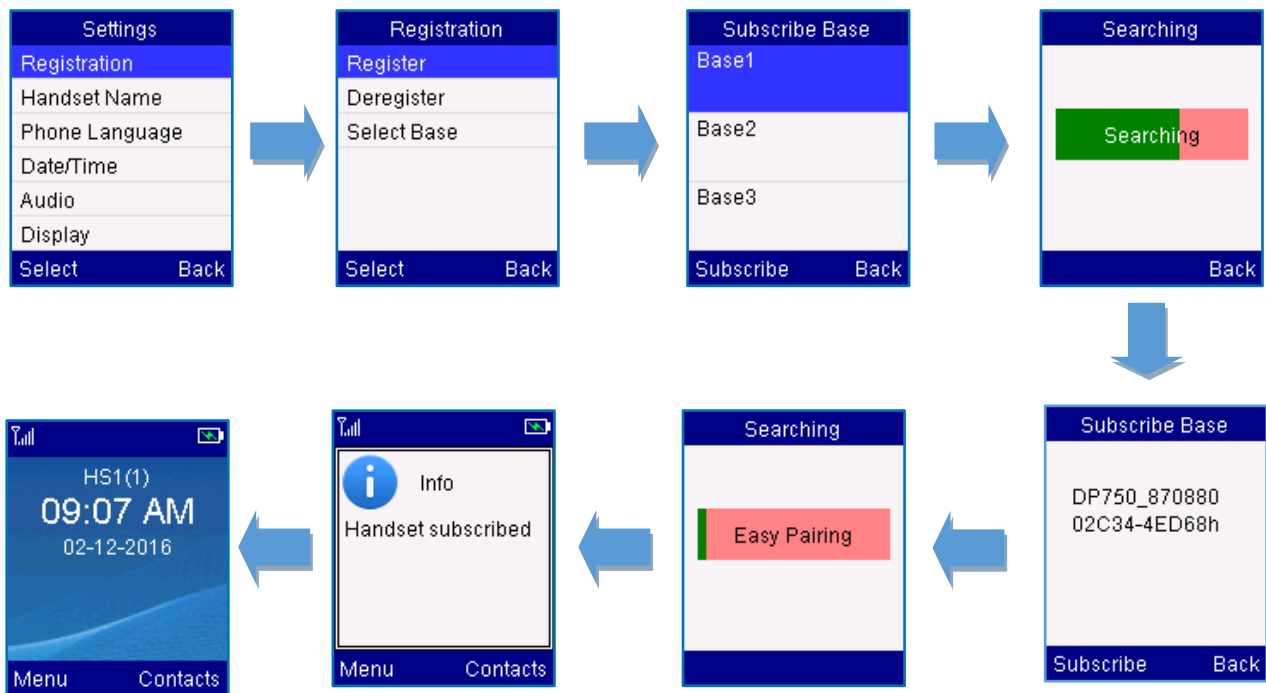 Settings
Registration
Handset Name
Phone Language
Date/Time
Audio
Display
Select Back
Registration
Register
Deregister
Select Base
Select Back
Subscribe Base
Base1
Base2
Base3
Subscribe Back
Searching
Searching
Back
Subscribe Base
DP750_870880
02C34-4ED68h
Subscribe Back
Searching
Easy Pairing
Info
Handset subscribed
Menu Contacts
HS1(1)
09:07 AM
02-12-2016
Menu Contacts